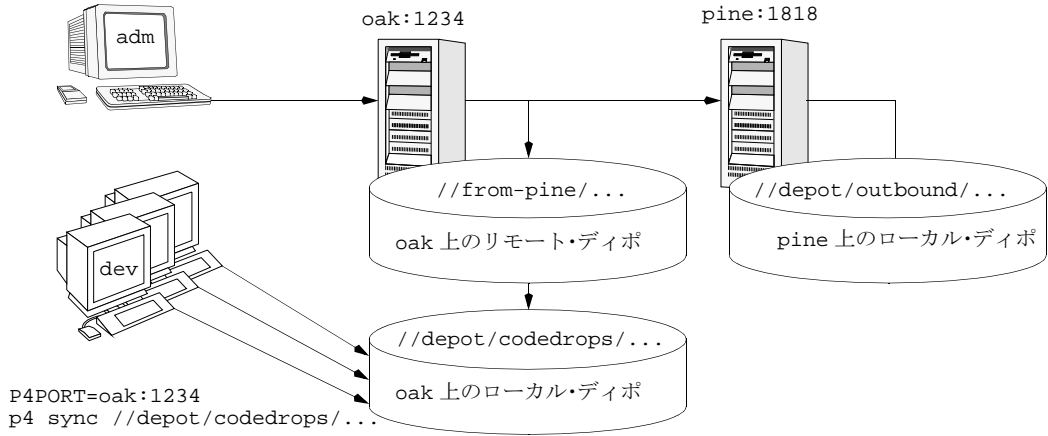 oak:1234
pine:1818
adm
//from-pine/...
oak 上のリモート・ディポ
//depot/outbound/...
pine 上のローカル・ディポ
dev
//depot/codedrops/...
oak 上のローカル・ディポ
P4PORT=oak:1234
p4 sync //depot/codedrops/...